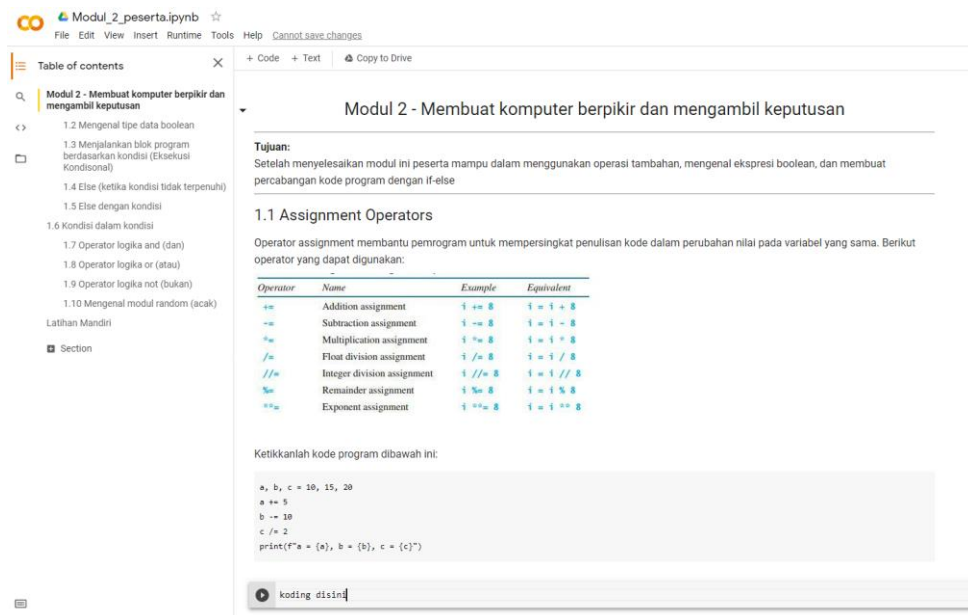 Modul_2_peserta.ipynb
File Edit View Insert Runtime Tools Help Cannot save changes
Table of contents
Modul 2 - Membuat komputer berpikir dan
mengambil keputusan
1.2 Mengenal tipe data boolean
1.3 Menjalankan blok program
berdasarkan kondisi (Eksekusi
Kondisonal)
1.4 Else (ketika kondisi tidak terpenuhi)
1.5 Else dengan kondisi
1.6 Kondisi dalam kondisi
1.7 Operator logika and (dan)
1.8 Operator logika or (atau)
1.9 Operator logika not (bukan)
1.10 Mengenal modul random (acak)
Latihan Mandiri
Section
+ Code + Text Copy to Drive
Modul 2 - Membuat komputer berpikir dan mengambil keputusan
Tujuan:
Setelah menyelesaikan modul ini peserta mampu dalam menggunakan operasi tambahan, mengenal ekspresi boolean, dan membuat
percabangan kode program dengan if-else
1.1 Assignment Operators
Operator assignment membantu pemrogram untuk mempersingkat penulisan kode dalam perubahan nilai pada variabel yang sama. Berikut
operator yang dapat digunakan:
Operator Name Example Equivalent
+= Addition assignment i += 8 i = i + 8
-= Subtraction assignment i -= 8 i = i - 8
*= Multiplication assignment i *= 8 i = i * 8
/= Float division assignment i /= 8 i = i / 8
//= Integer division assignment i //= 8 i = i // 8
%= Remainder assignment i %= 8 i = i % 8
**= Exponent assignment i **= 8 i = i ** 8
Ketikkanlah kode program dibawah ini:
a, b, c = 10, 15, 20
a += 5
b -= 10
c /= 2
print(f"a = {a}, b = {b}, c = {c}")
koding disini